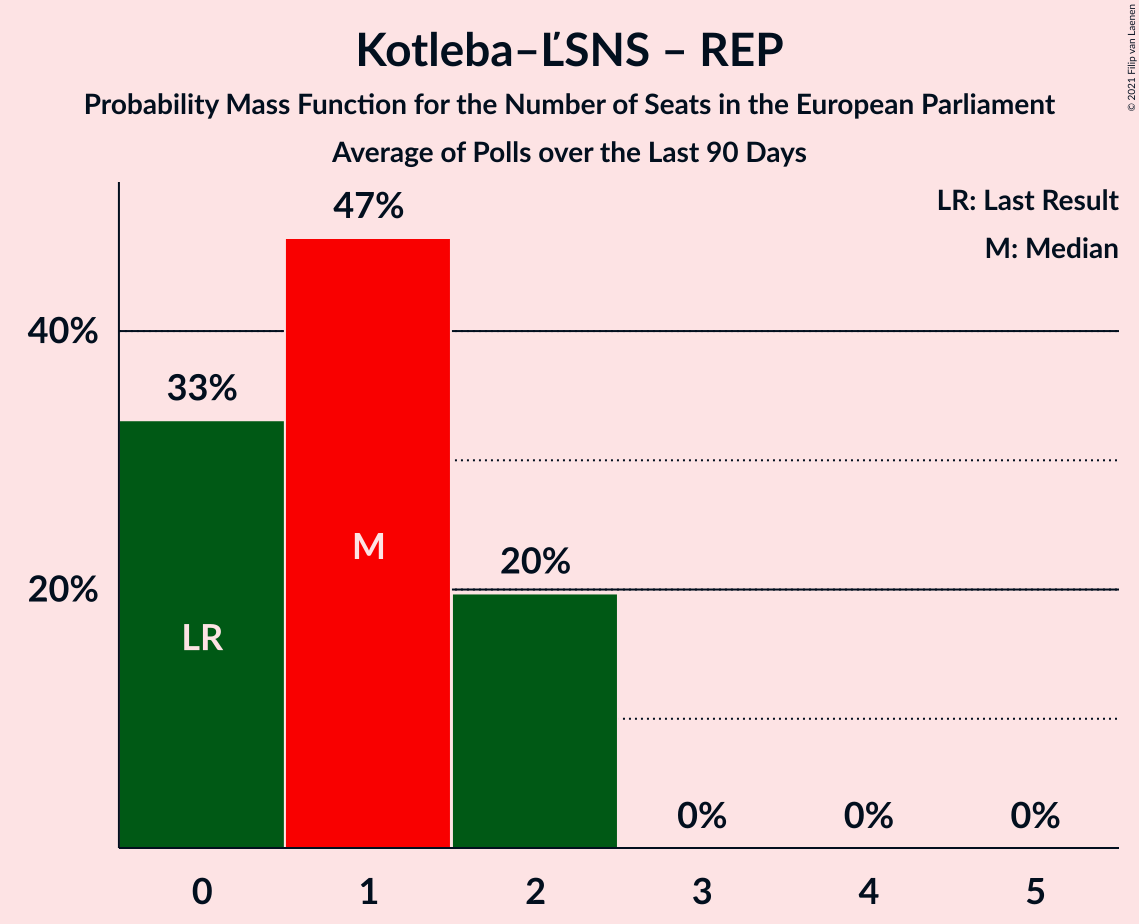 Kotleba–ĽSNS – REP
Probability Mass Function for the Number of Seats in the European Parliament
Average of Polls over the Last 90 Days
© 2021 Filip van Laenen
LR: Last Result
M: Median
47%
40%
33%
M
20%
20%
LR
0%
0%
0%
0
1
2
3
4
5